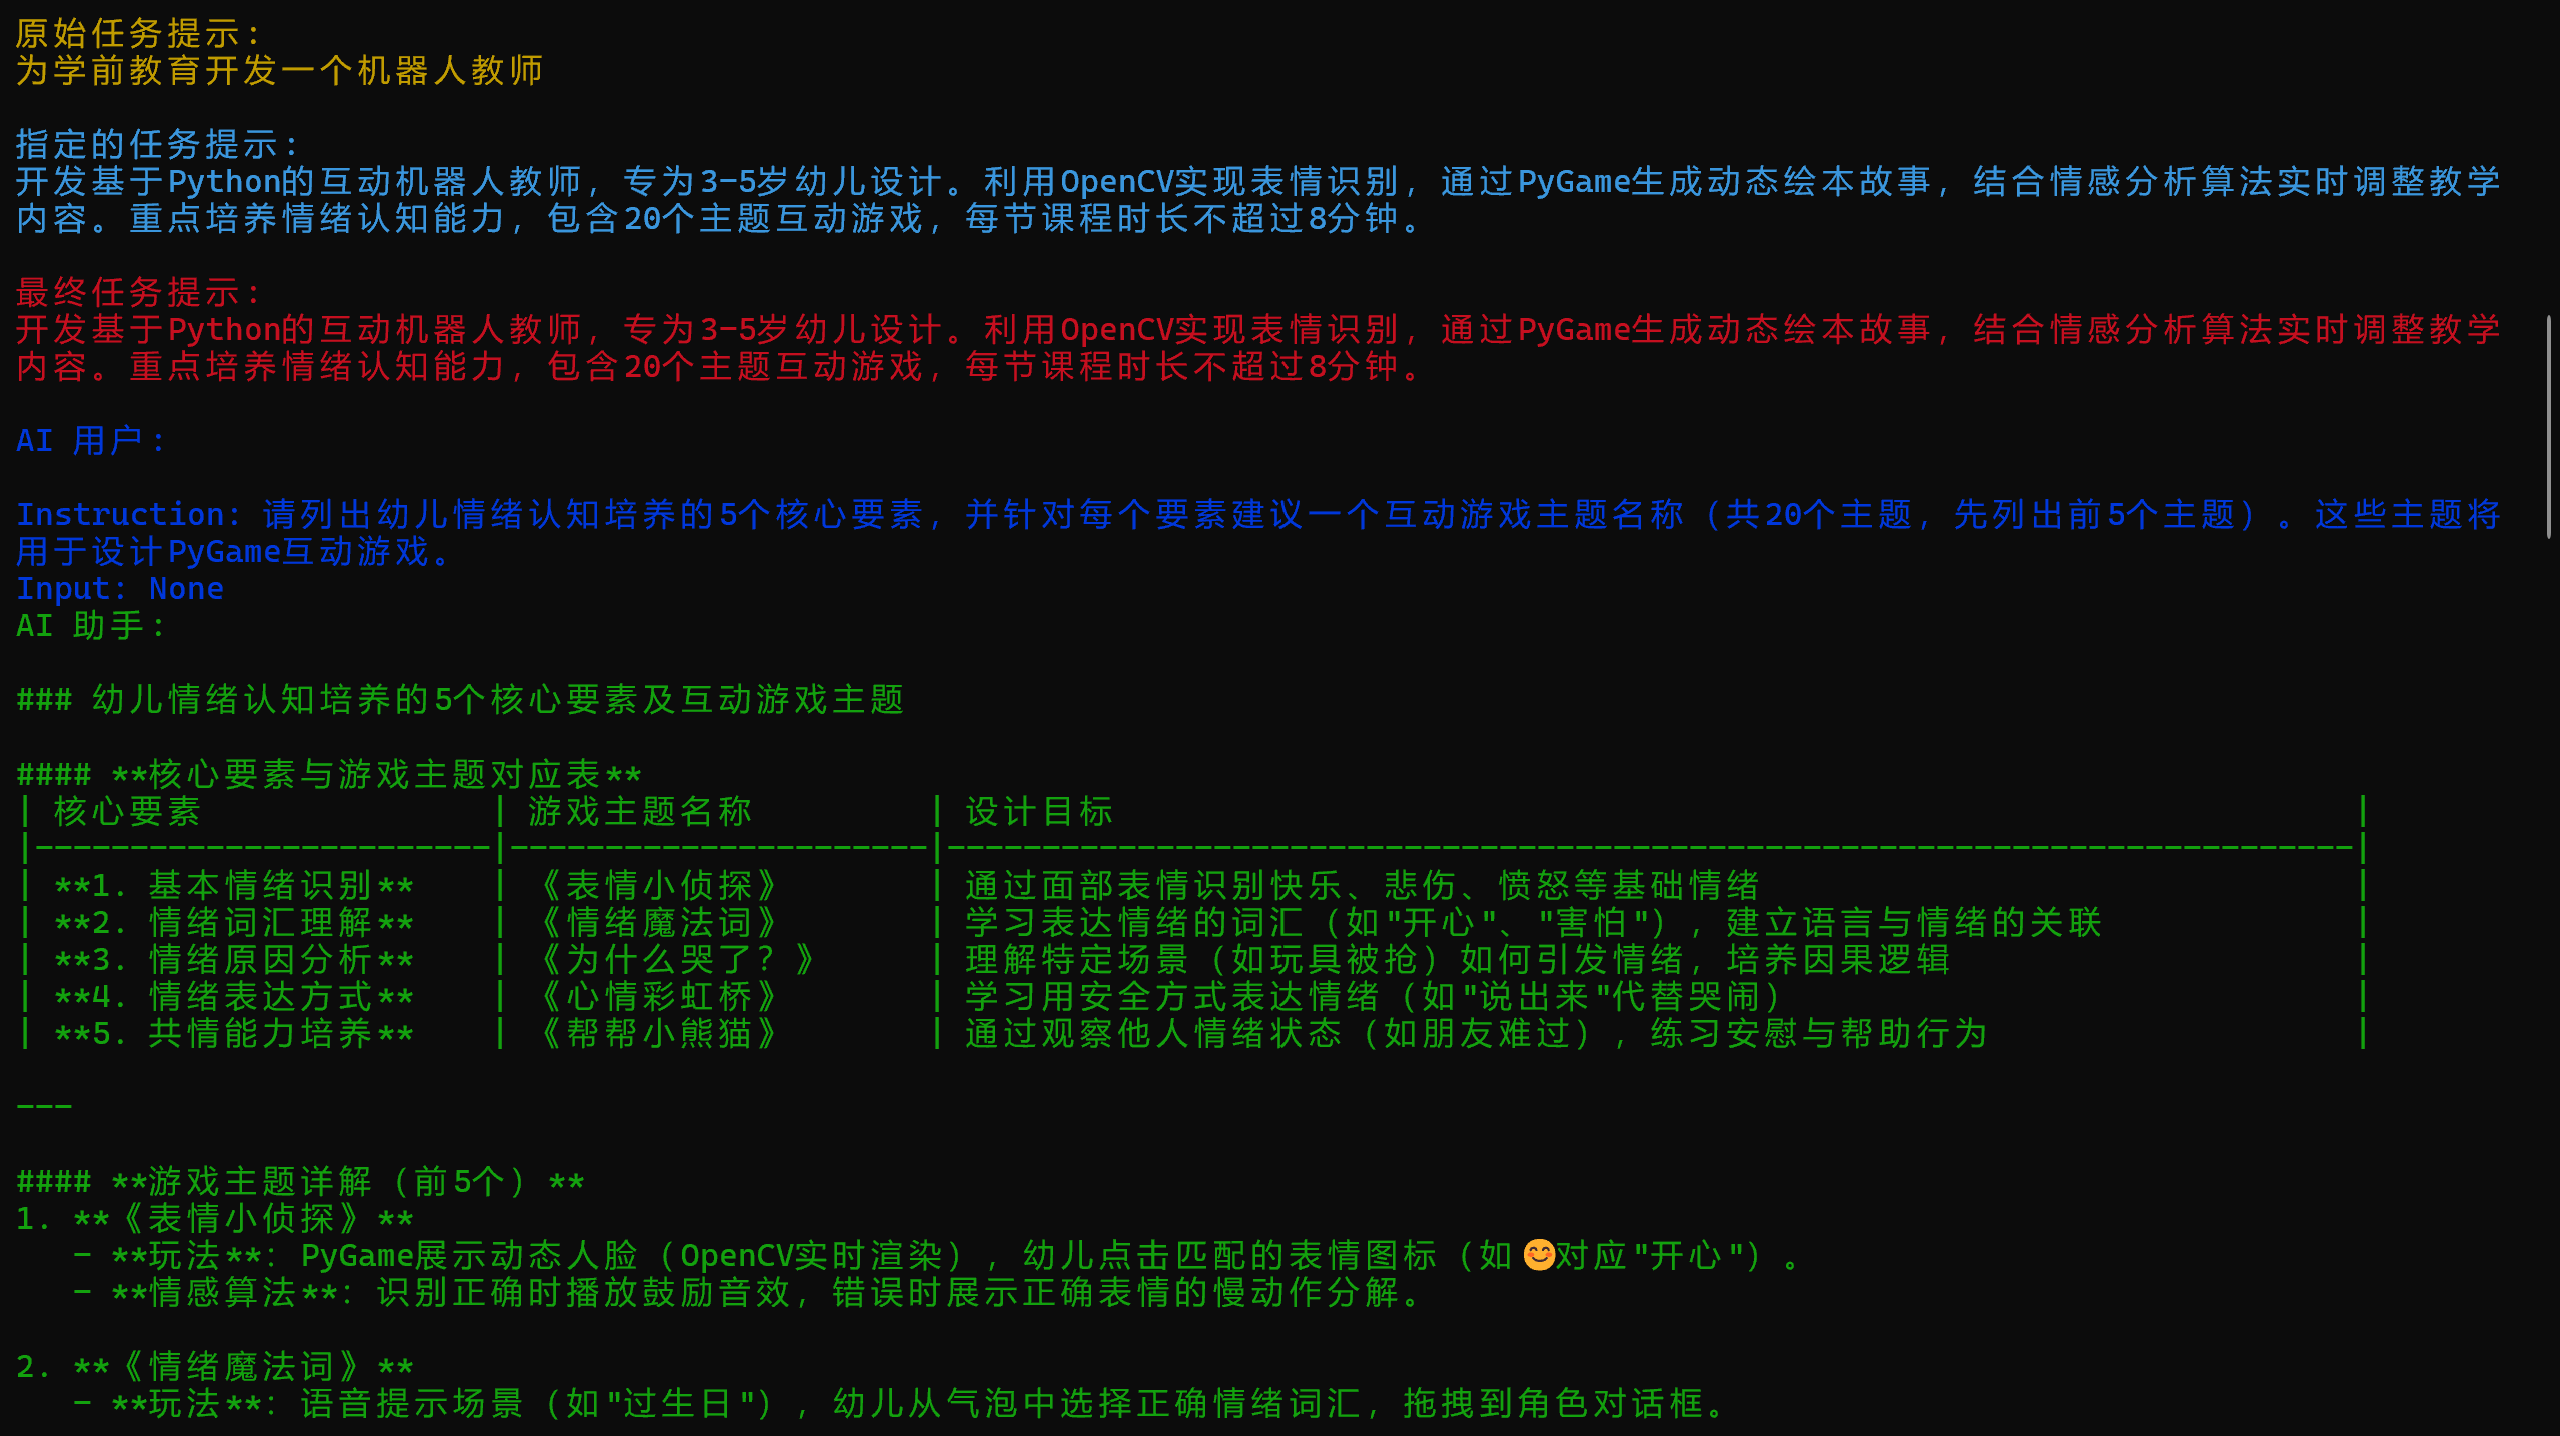 原始任务提示:
为学前教育开发一个机器人教师
指定的任务提示:
开发基于Python的互动机器人教师，专为3-5岁幼儿设计。利用OpenCV实现表情识别，通过PyGame生成动态绘本故事，结合情感分析算法实时调整教学
内容。重点培养情绪认知能力，包含20个主题互动游戏，每节课程时长不超过8分钟。
最终任务提示:
开发基于Python的互动机器人教师，专为3-5岁幼儿设计。利用OpenCV实现表情识别，通过PyGame生成动态绘本故事，结合情感分析算法实时调整教学
内容。重点培养情绪认知能力，包含20个主题互动游戏，每节课程时长不超过8分钟。
AI 用户:
Instruction: 请列出幼儿情绪认知培养的5个核心要素，并针对每个要素建议一个互动游戏主题名称（共20个主题，先列出前5个主题）。这些主题将
用于设计PyGame互动游戏。
Input: None
AI 助手:
### 幼儿情绪认知培养的5个核心要素及互动游戏主题
#### **核心要素与游戏主题对应表**
| 核心要素 | 游戏主题名称 | 设计目标 |
|------------------------|----------------------|--------------------------------------------------------------------------|
| **1. 基本情绪识别** | 《表情小侦探》 | 通过面部表情识别快乐、悲伤、愤怒等基础情绪 |
| **2. 情绪词汇理解** | 《情绪魔法词》 | 学习表达情绪的词汇（如"开心"、"害怕"），建立语言与情绪的关联 |
| **3. 情绪原因分析** | 《为什么哭了？》 | 理解特定场景（如玩具被抢）如何引发情绪，培养因果逻辑 |
| **4. 情绪表达方式** | 《心情彩虹桥》 | 学习用安全方式表达情绪（如"说出来"代替哭闹） |
| **5. 共情能力培养** | 《帮帮小熊猫》 | 通过观察他人情绪状态（如朋友难过），练习安慰与帮助行为 |
---
#### **游戏主题详解（前5个）**
1. **《表情小侦探》**
- **玩法**：PyGame展示动态人脸（OpenCV实时渲染），幼儿点击匹配的表情图标（如😊对应"开心"）。
- **情感算法**：识别正确时播放鼓励音效，错误时展示正确表情的慢动作分解。
2. **《情绪魔法词》**
- **玩法**：语音提示场景（如"过生日"），幼儿从气泡中选择正确情绪词汇，拖拽到角色对话框。